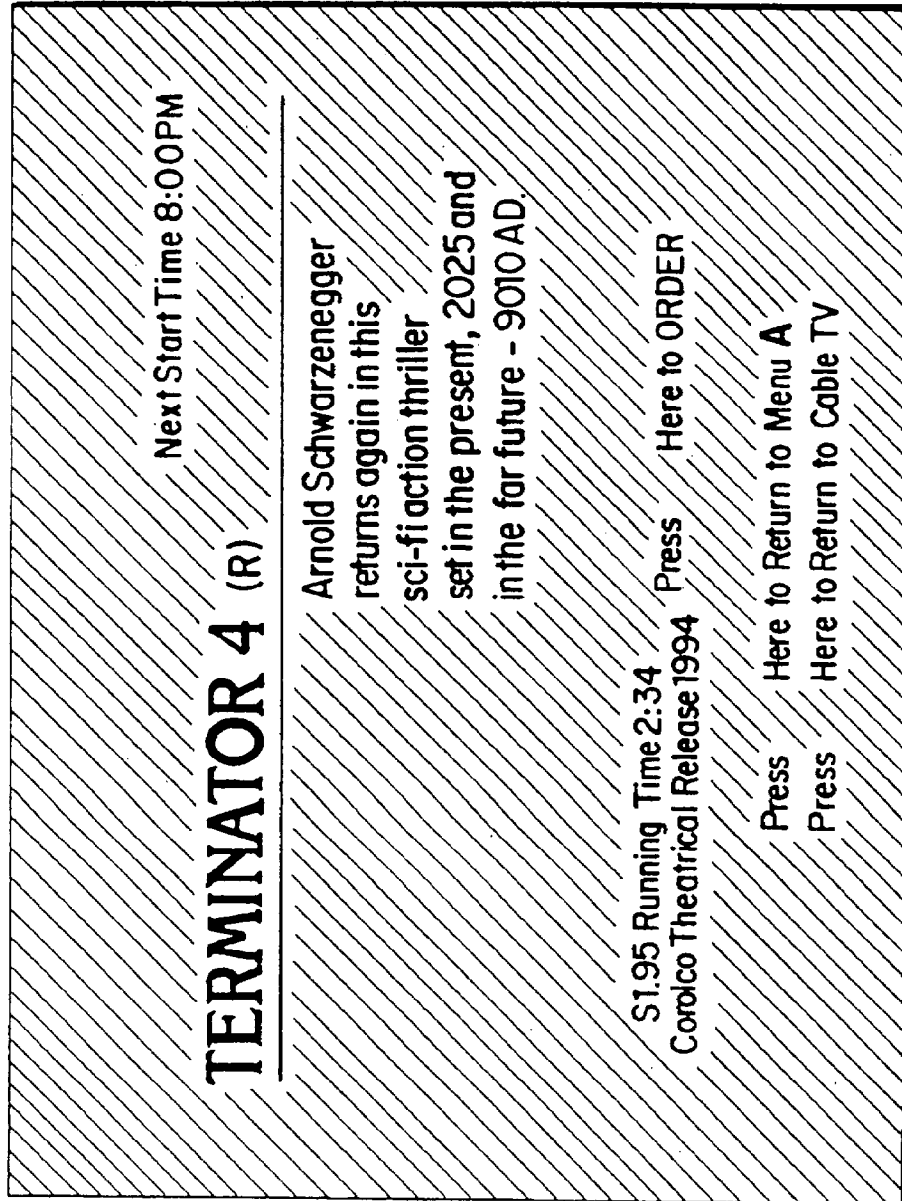 Next Start Time 8:00PM
TERMINATOR 4 (R)
Arnold Schwarzenegger
returns again in this
sci-fi action thriller
set in the present, 2025 and
in the far future - 9010 AD.
S1.95 Running Time 2:34
Corolco Theatrical Release 1994
Press Here to ORDER
Press Here to Return to Menu A
Press Here to Return to Cable TV